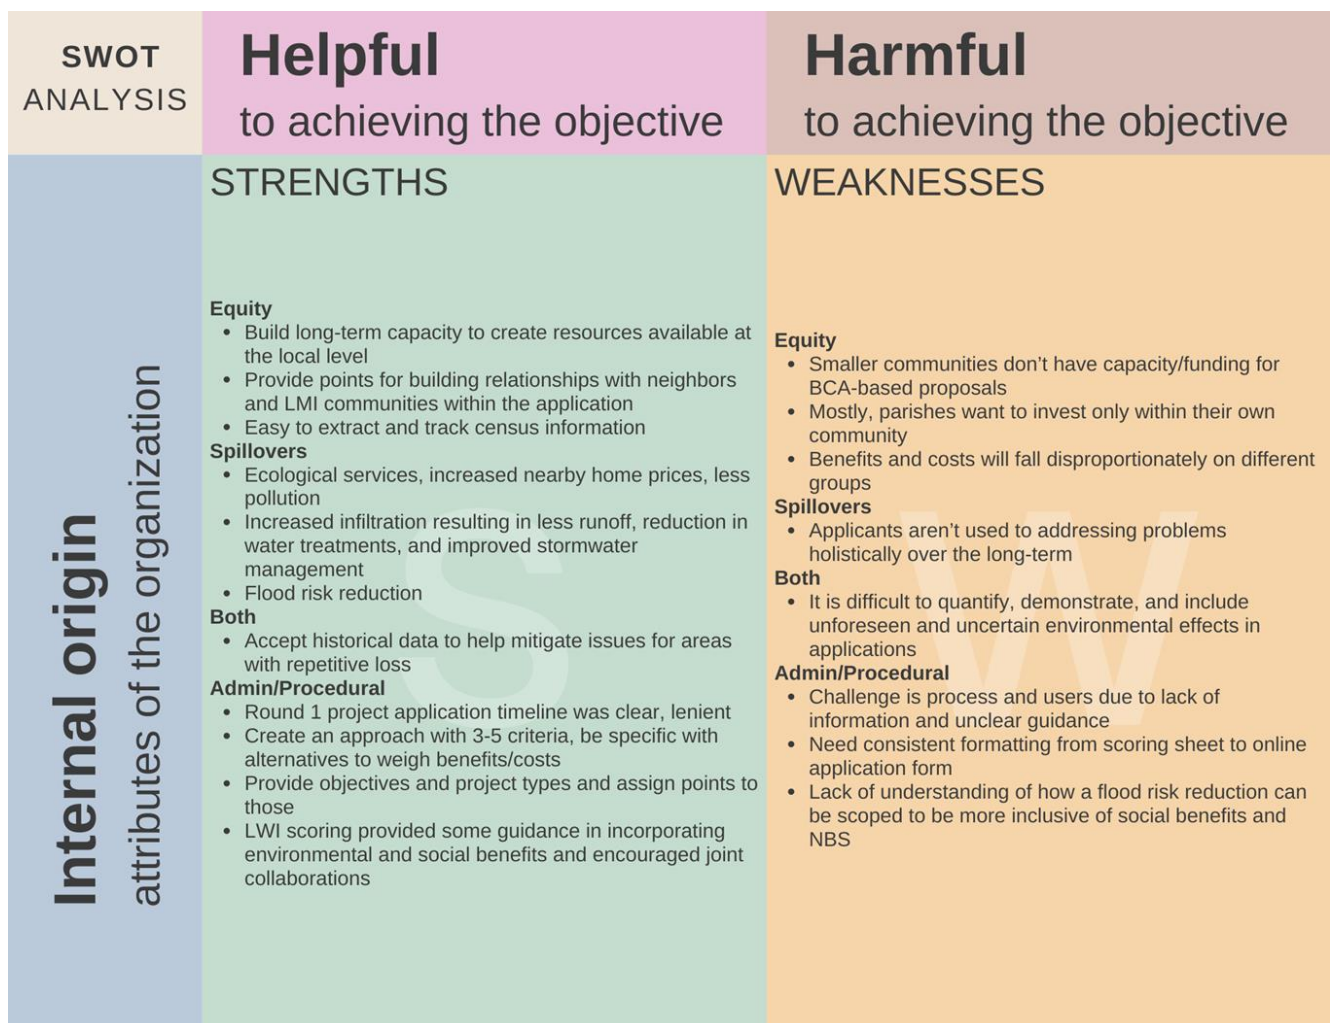 SWOT
ANALYSIS
Helpful
to achieving the objective
Harmful
to achieving the objective
Internal origin
attributes of the organization
STRENGTHS
Equity
• Build long-term capacity to create resources available at
the local level
• Provide points for building relationships with neighbors
and LMI communities within the application
• Easy to extract and track census information
Spillovers
• Ecological services, increased nearby home prices, less
pollution
• Increased infiltration resulting in less runoff, reduction in
water treatments, and improved stormwater
management
• Flood risk reduction
Both
• Accept historical data to help mitigate issues for areas
with repetitive loss
Admin/Procedural
• Round 1 project application timeline was clear, lenient
• Create an approach with 3-5 criteria, be specific with
alternatives to weigh benefits/costs
• Provide objectives and project types and assign points to
those
• LWI scoring provided some guidance in incorporating
environmental and social benefits and encouraged joint
collaborations
S
WEAKNESSES
Equity
• Smaller communities don’t have capacity/funding for
BCA-based proposals
• Mostly, parishes want to invest only within their own
community
• Benefits and costs will fall disproportionately on different
groups
Spillovers
• Applicants aren’t used to addressing problems
holistically over the long-term
Both
• It is difficult to quantify, demonstrate, and include
unforeseen and uncertain environmental effects in
applications
Admin/Procedural
• Challenge is process and users due to lack of
information and unclear guidance
• Need consistent formatting from scoring sheet to online
application form
• Lack of understanding of how a flood risk reduction can
be scoped to be more inclusive of social benefits and
NBS
W